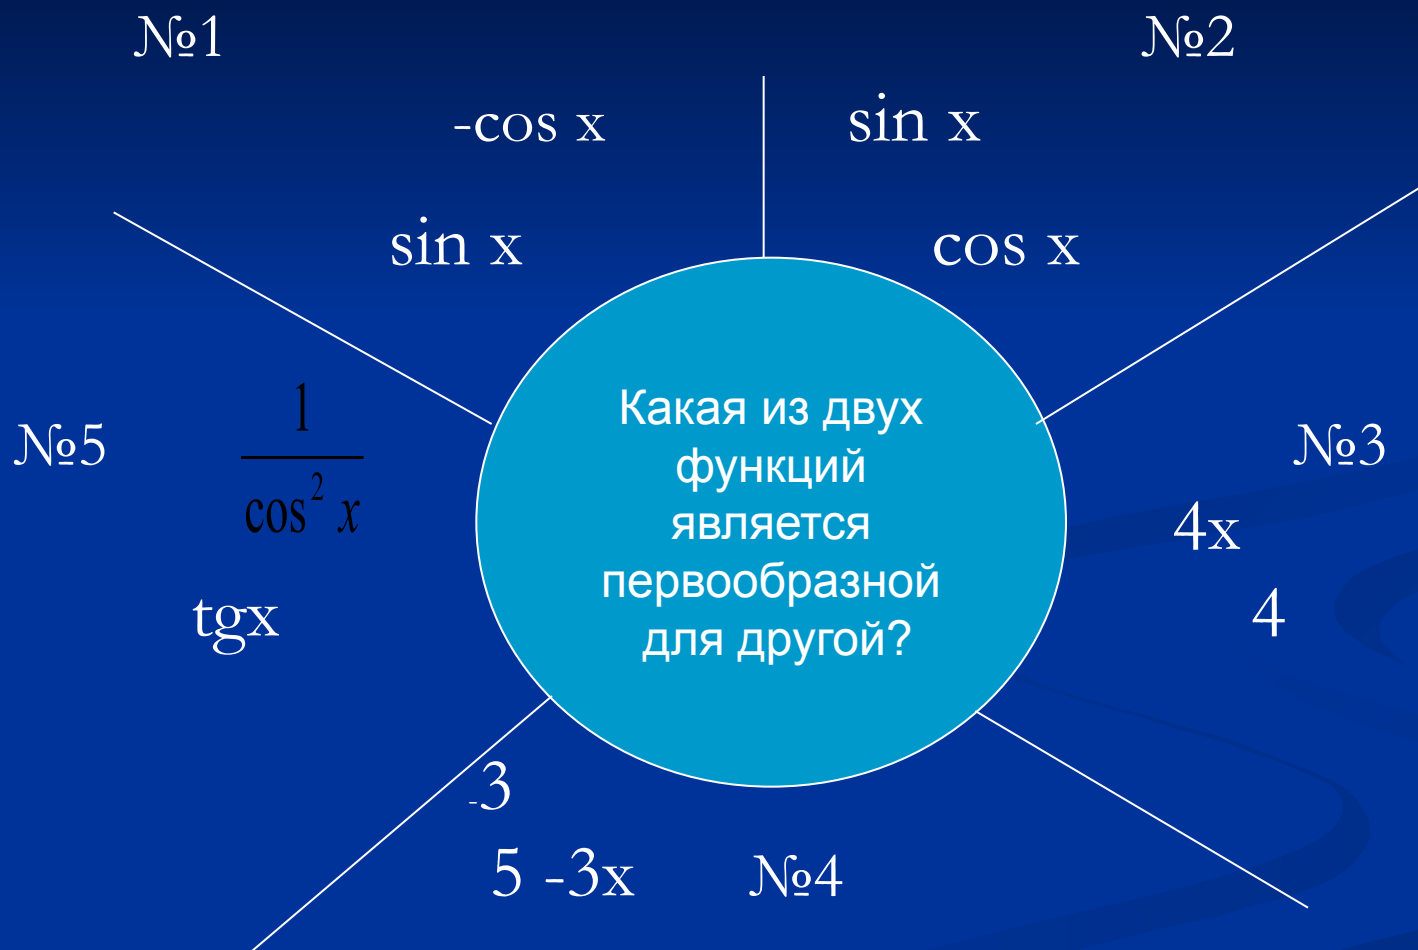 №1
-cos x
sin x
№2
sin x
cos x
№3
4x
4
-3
5 -3x
№4
№5
1
cos² x
tgx
Какая из двух
функций
является
первообразной
для другой?